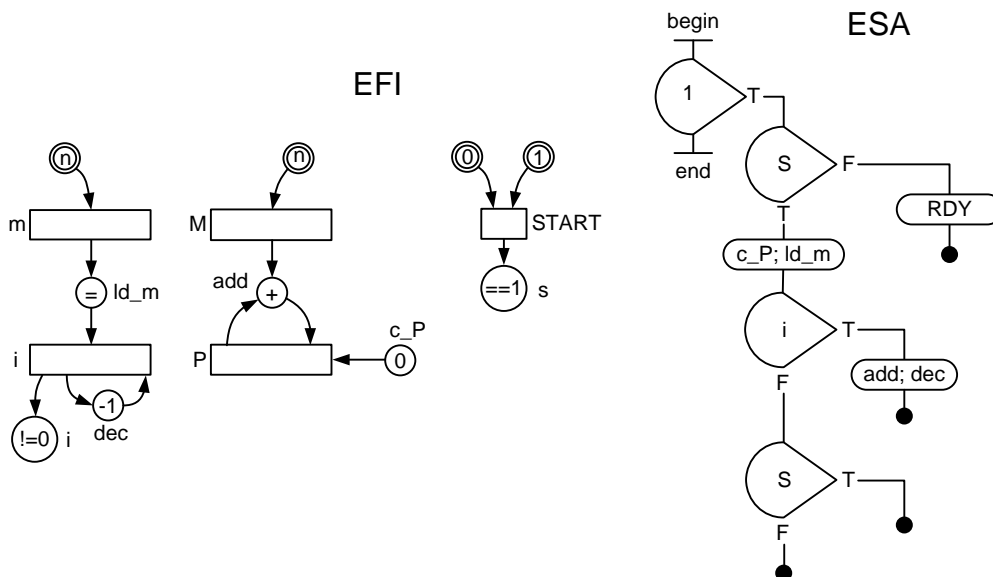 EFI
n
m
=
ld_m
i
-1
dec
!=0
i
n
M
add
+
P
c_P
0
0
1
START
==1
s
ESA
begin
1
T
end
S
F
RDY
T
c_P; ld_m
i
T
add; dec
F
S
T
F